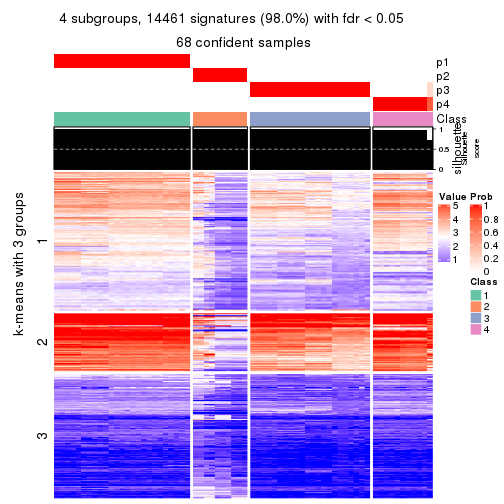 4 subgroups, 14461 signatures (98.0%) with fdr < 0.05
68 confident samples
p1
p2
p3
p4
Class
silhouette
Silhouette
score
1
0.5
0
k-means with 3 groups
1
2
3
Value
5
4
3
2
1
Prob
1
0.8
0.6
0.4
0.2
0
Class
1
2
3
4